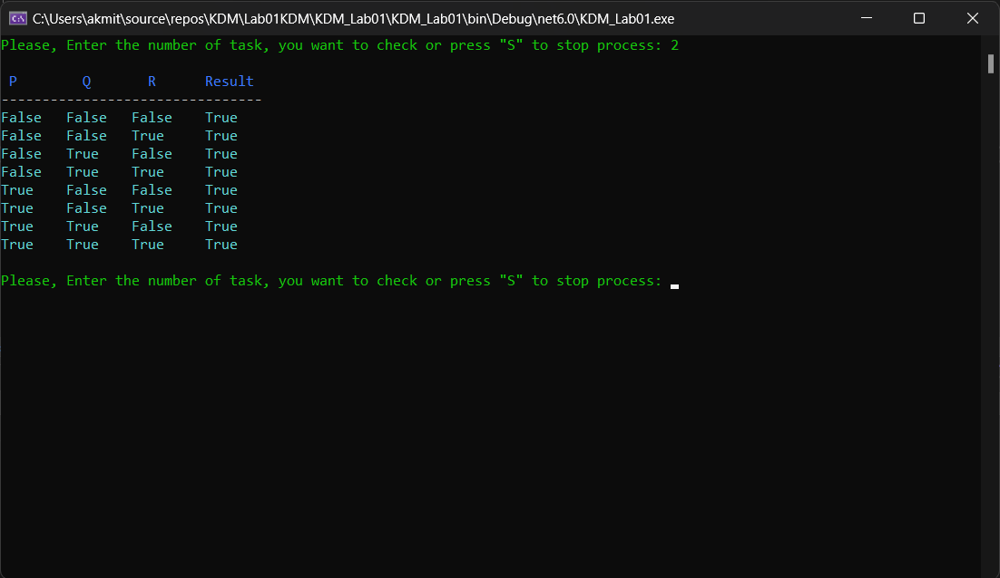 C:\Users\akmit\source\repos\KDM\Lab01KDM\KDM_Lab01\KDM_Lab01\bin\Debug\net6.0\KDM_Lab01.exe
Please, Enter the number of task, you want to check or press "S" to stop process: 2
P Q R Result
--------------------------------
False False False True
False False True True
False True False True
False True True True
True False False True
True False True True
True True False True
True True True True
Please, Enter the number of task, you want to check or press "S" to stop process: